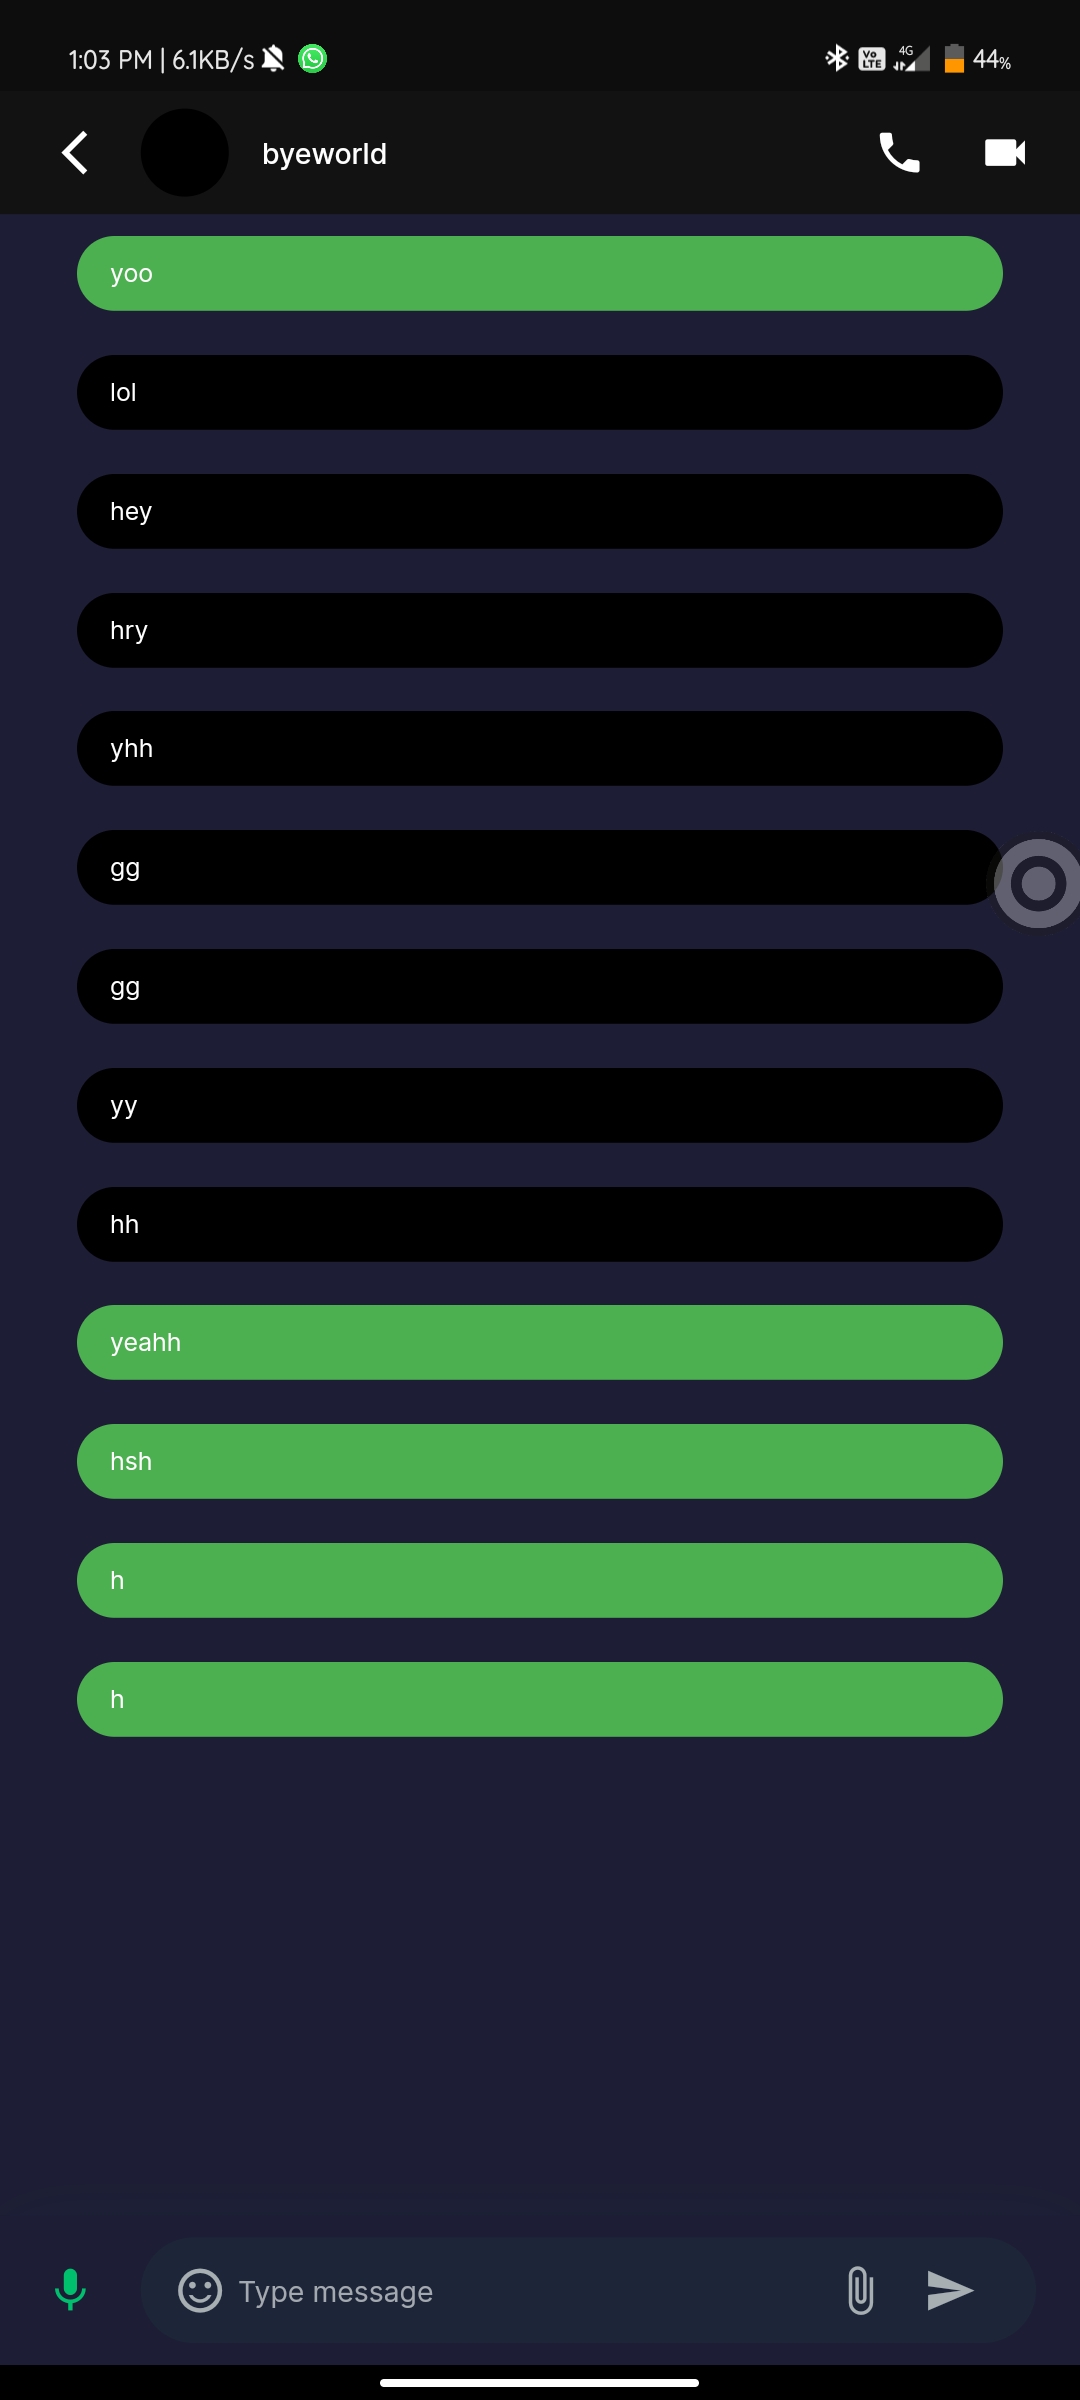 1:03 PM | 6.1KB/s Vo LTE 4G 44%
byeworld
yoo
lol
hey
hry
yhh
gg
gg
yy
hh
yeahh
hsh
h
h
Type message